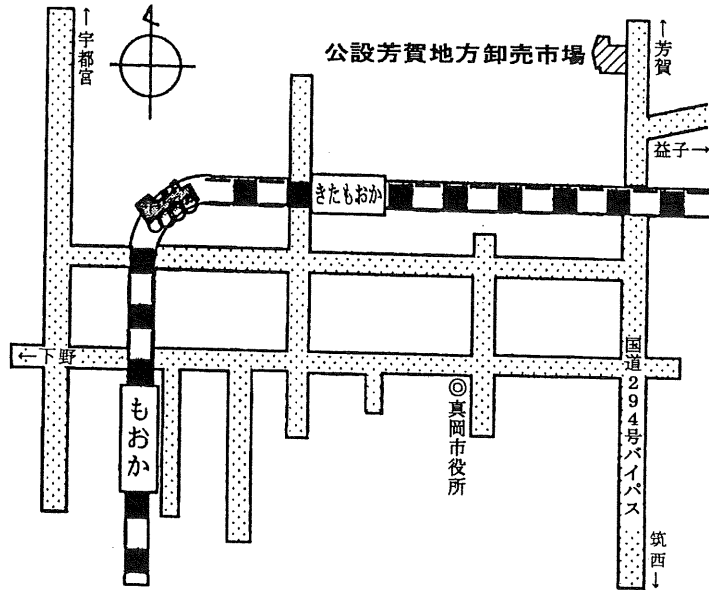 ↑宇都宮
公設芳賀地方卸売市場
↑芳賀
益子→
きたもおか
←下野
もおか
◎真岡市役所
国道294号バイパス
筑西↓